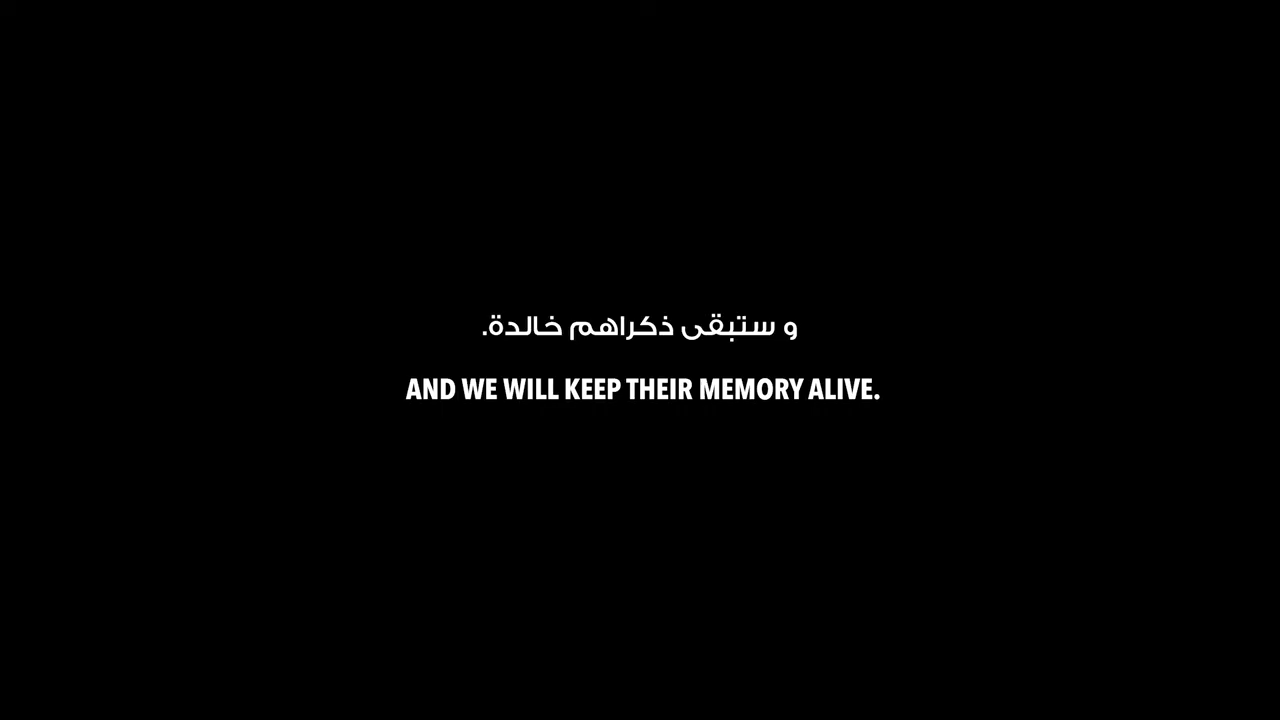 و ستبقى ذكراهم خالدة.
AND WE WILL KEEP THEIR MEMORY ALIVE.